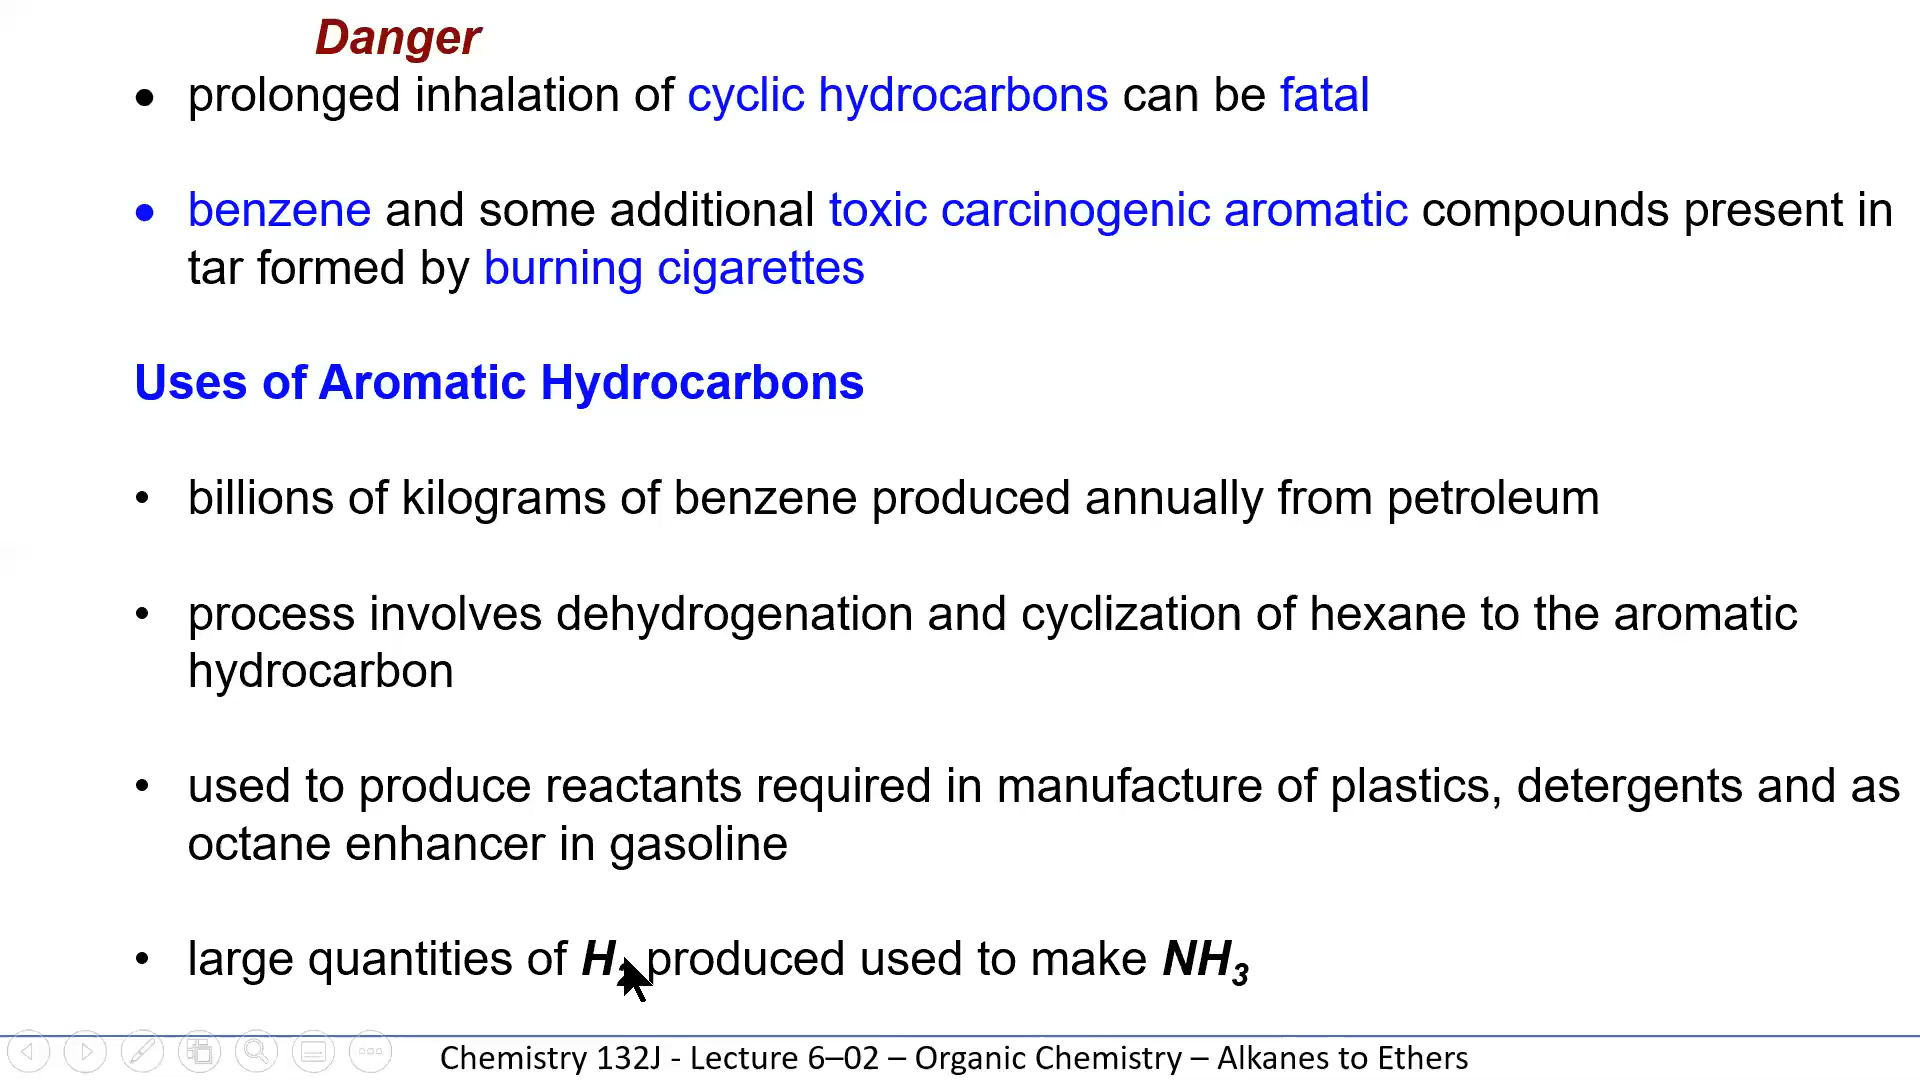 Danger
• prolonged inhalation of cyclic hydrocarbons can be fatal
• benzene and some additional toxic carcinogenic aromatic compounds present in
tar formed by burning cigarettes
Uses of Aromatic Hydrocarbons
• billions of kilograms of benzene produced annually from petroleum
• process involves dehydrogenation and cyclization of hexane to the aromatic
hydrocarbon
• used to produce reactants required in manufacture of plastics, detergents and as
octane enhancer in gasoline
• large quantities of H produced used to make NH₃
Chemistry 132J - Lecture 6–02 – Organic Chemistry – Alkanes to Ethers